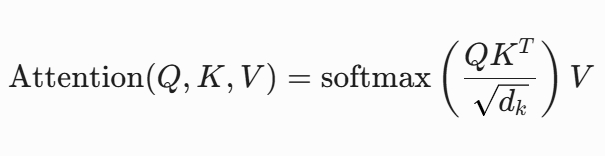 Attention(Q, K, V) = softmax(QK^T / √d_k) V